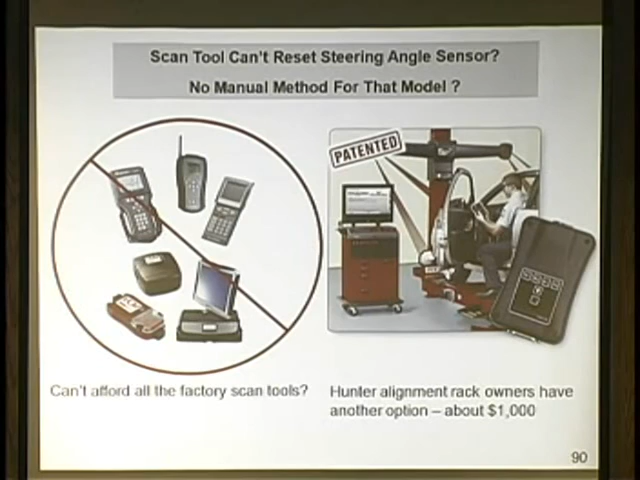 Scan Tool Can't Reset Steering Angle Sensor?
No Manual Method For That Model ?
PATENTED
Can't afford all the factory scan tools?
Hunter alignment rack owners have
another option – about $1,000
90